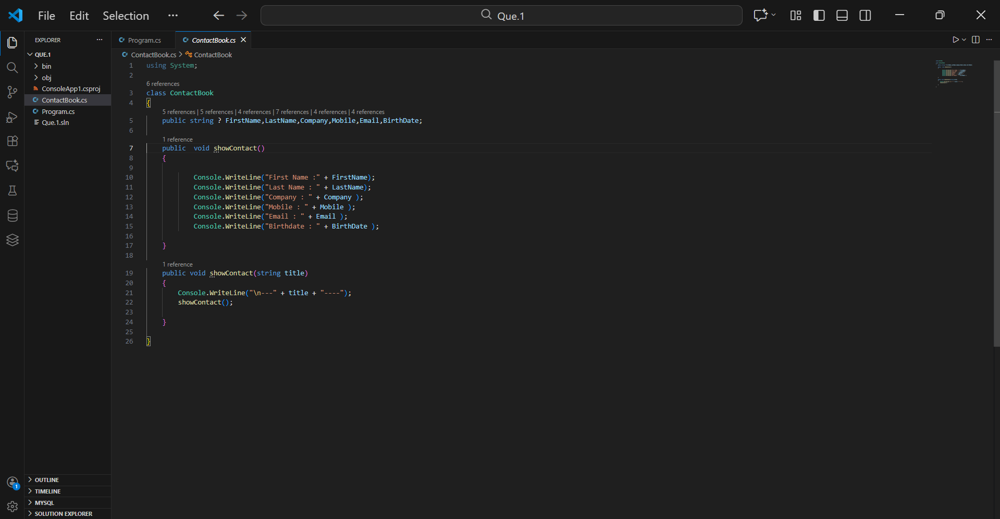 File Edit Selection ···
Que.1
EXPLORER ···
QUE.1
bin
obj
ConsoleApp1.csproj
ContactBook.cs
Program.cs
Que.1.sln
OUTLINE
TIMELINE
MYSQL
SOLUTION EXPLORER
1
Program.cs
ContactBook.cs
ContactBook.cs > ContactBook
1 using System;
2
6 references
3 class ContactBook
4 {
5 references | 5 references | 4 references | 7 references | 4 references | 4 references
5 public string ? FirstName,LastName,Company,Mobile,Email,BirthDate;
6
1 reference
7 public  void showContact()
8 {
9
10 Console.WriteLine("First Name :" + FirstName);
11 Console.WriteLine("Last Name : " + LastName);
12 Console.WriteLine("Company : " + Company );
13 Console.WriteLine("Mobile : " + Mobile );
14 Console.WriteLine("Email : " + Email );
15 Console.WriteLine("Birthdate : " + BirthDate );
16
17 }
18
1 reference
19 public void showContact(string title)
20 {
21 Console.WriteLine("\n---" + title + "----");
22 showContact();
23
24 }
25
26 }